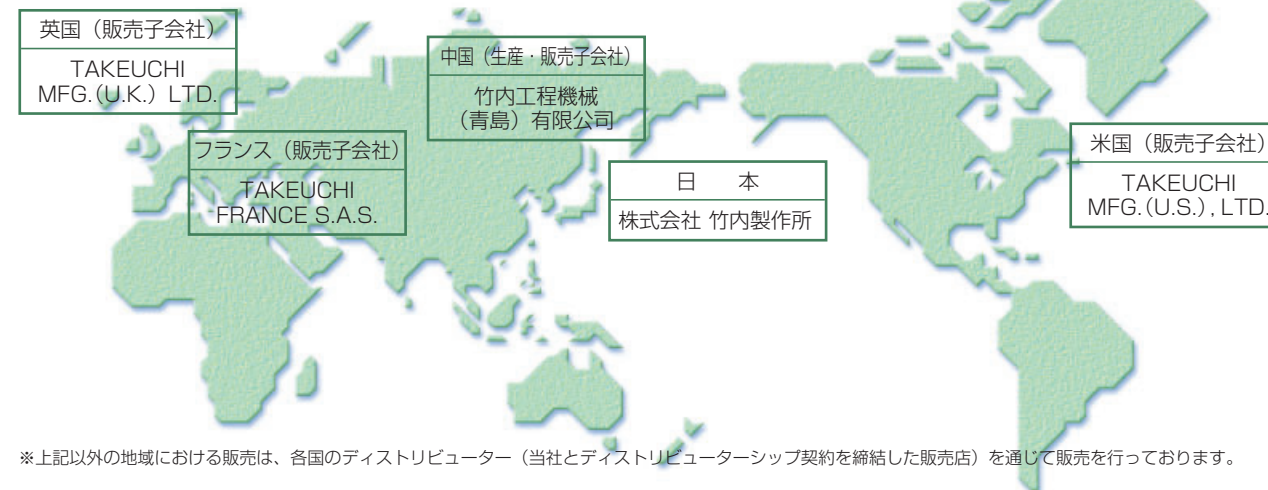 英国（販売子会社）
TAKEUCHI
MFG.(U.K.) LTD.
フランス（販売子会社）
TAKEUCHI
FRANCE S.A.S.
中国（生産・販売子会社）
竹内工程機械
（青島）有限公司
日　本
株式会社 竹内製作所
米国（販売子会社）
TAKEUCHI
MFG.(U.S.), LTD.
※上記以外の地域における販売は、各国のディストリビューター（当社とディストリビューターシップ契約を締結した販売店）を通じて販売を行っております。